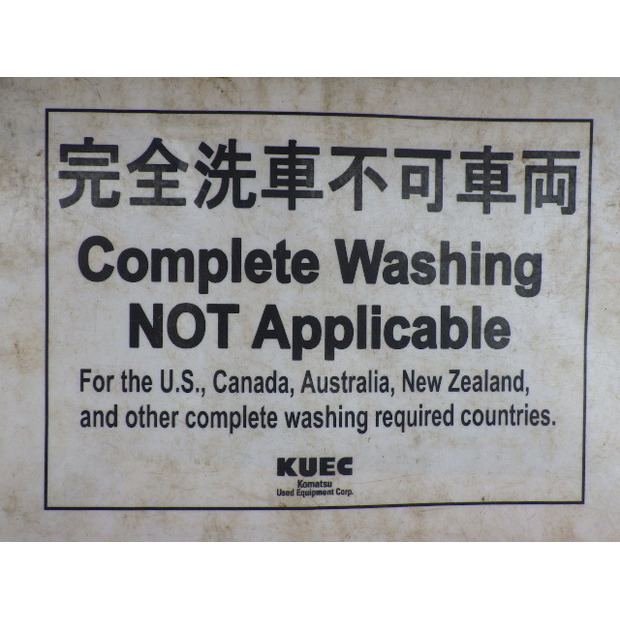 完全洗車不可車両
Complete Washing
NOT Applicable
For the U.S., Canada, Australia, New Zealand,
and other complete washing required countries.
KUEC
Komatsu
Used Equipment Corp.